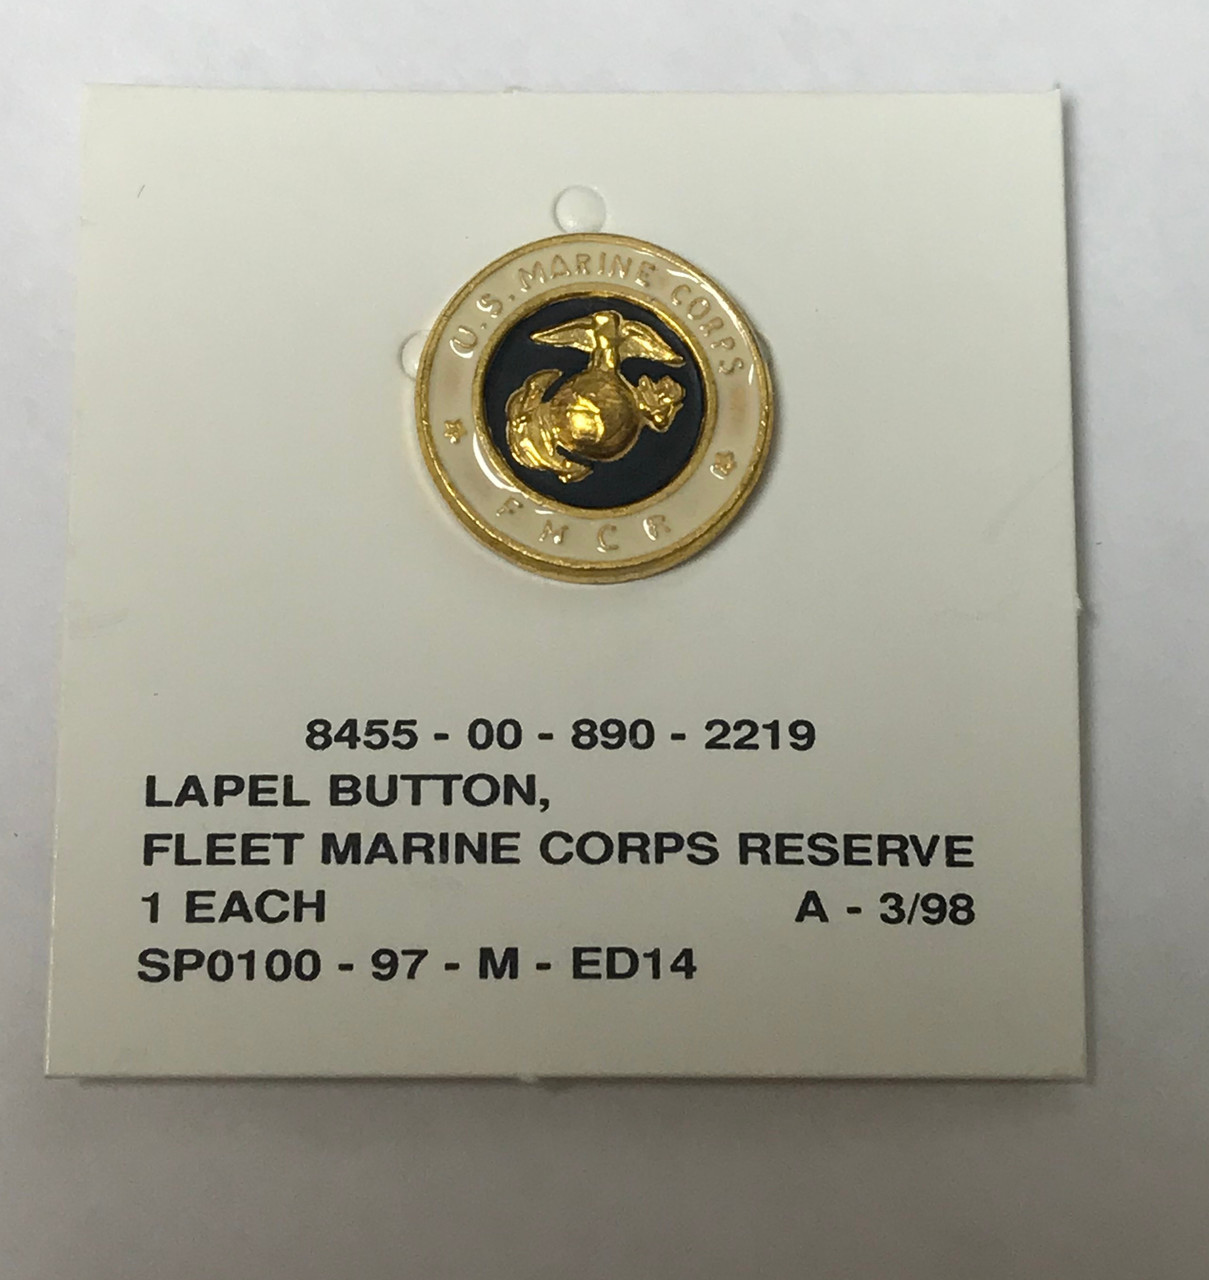 U.S. MARINE CORPS
FMCR
8455 - 00 - 890 - 2219
LAPEL BUTTON,
FLEET MARINE CORPS RESERVE
1 EACH A - 3/98
SP0100 - 97 - M - ED14